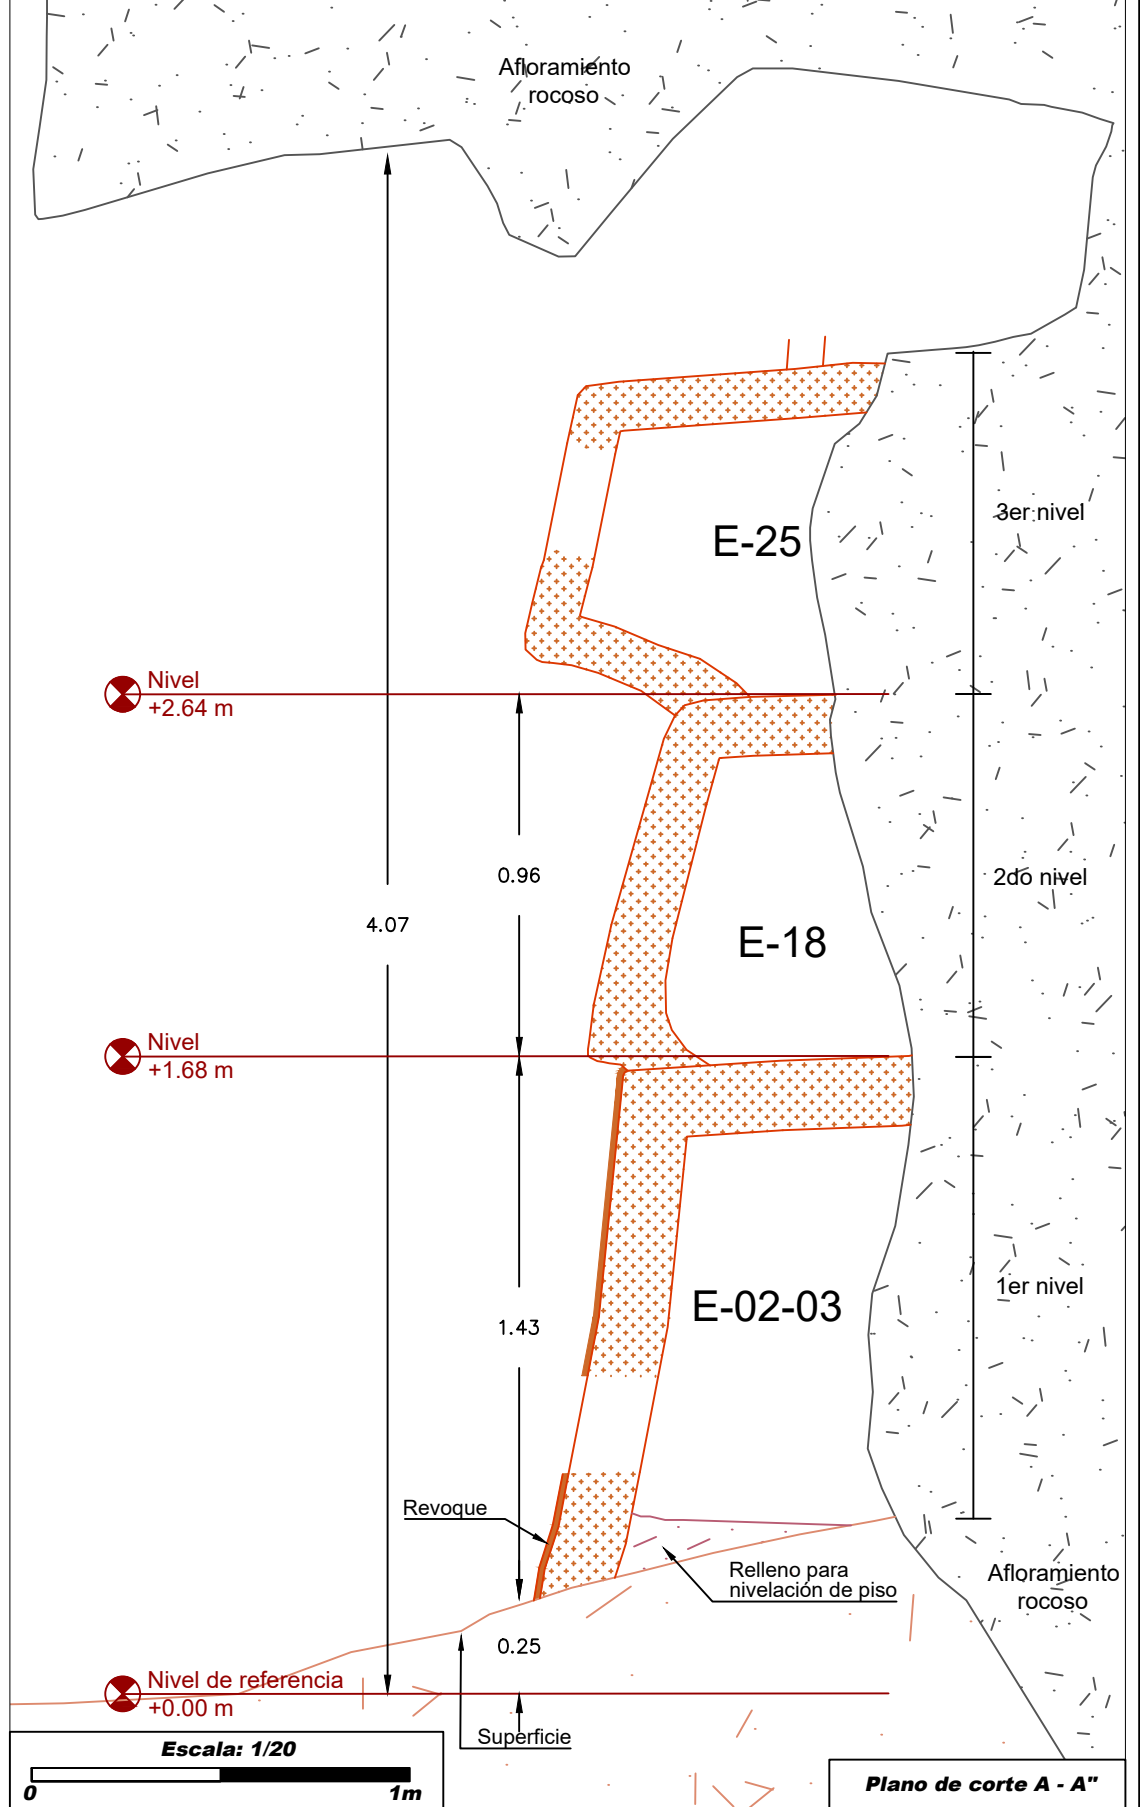 Afloramiento
rocoso
3er nivel
E-25
Nivel
+2.64 m
0.96
2do nivel
4.07
E-18
Nivel
+1.68 m
1er nivel
E-02-03
1.43
Revoque
Relleno para
nivelación de piso
Afloramiento
rocoso
0.25
Nivel de referencia
+0.00 m
Superficie
Escala: 1/20
0 1m
Plano de corte A - A"